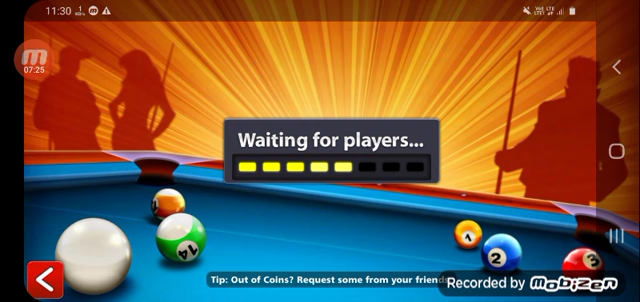 11:30
07:25
Waiting for players...
14
1
2
3
Tip: Out of Coins? Request some from your friends
Recorded by mobizen